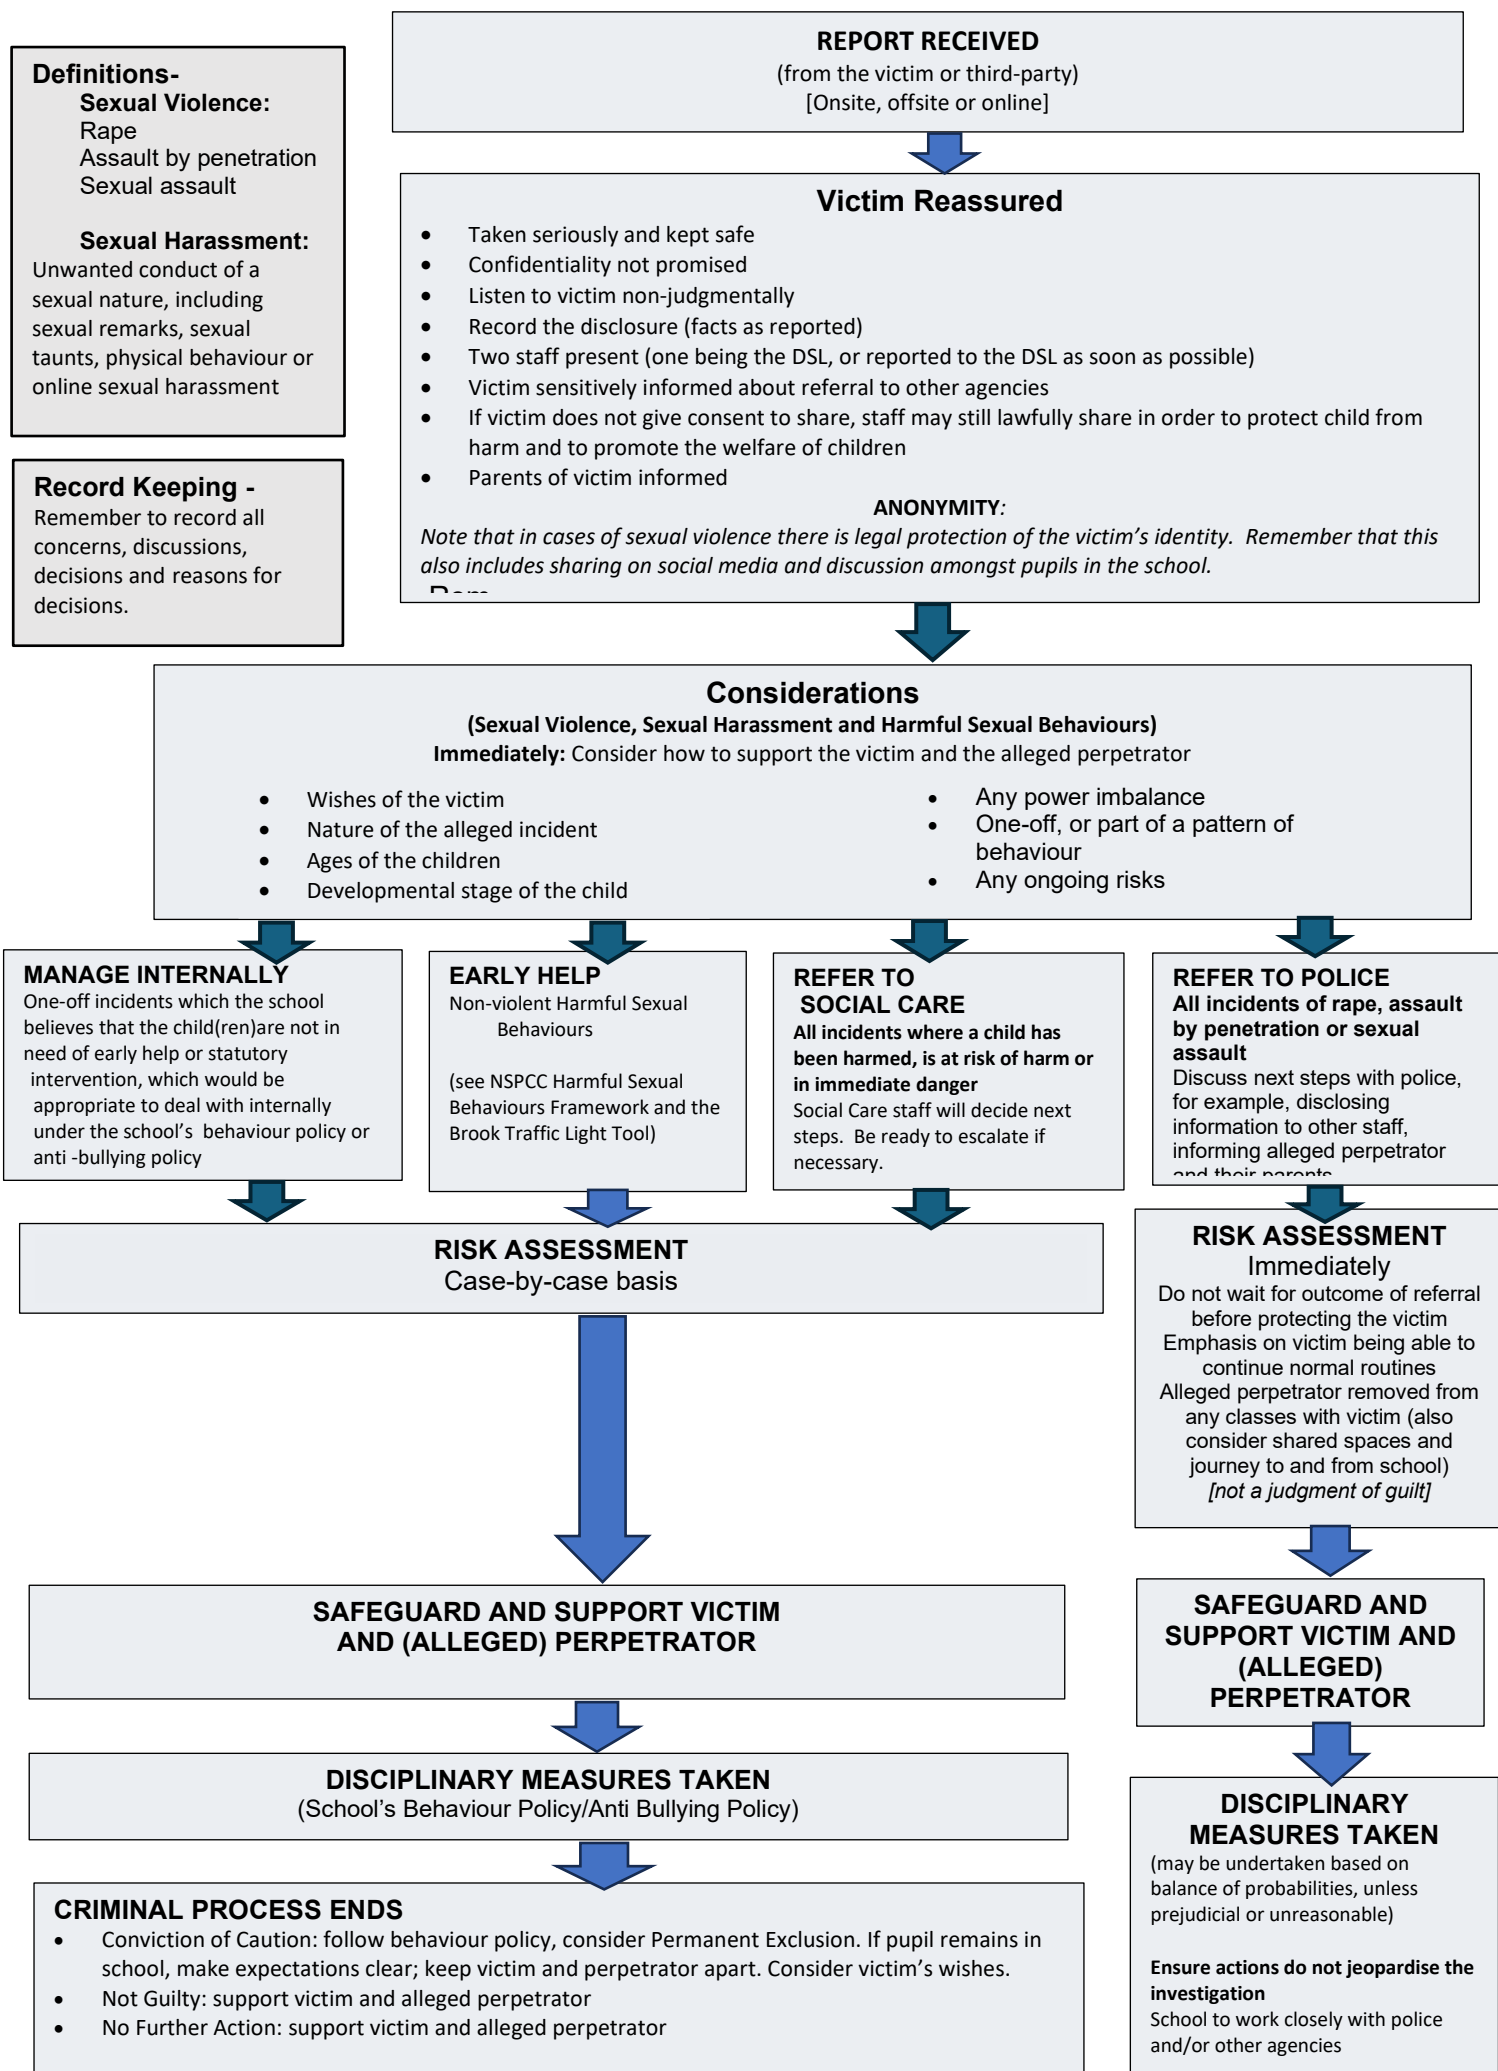 REPORT RECEIVED
(from the victim or third-party)
[Onsite, offsite or online]
Definitions-
Sexual Violence:
Rape
Assault by penetration
Sexual assault
Sexual Harassment:
Unwanted conduct of a
sexual nature, including
sexual remarks, sexual
taunts, physical behaviour or
online sexual harassment
Record Keeping -
Remember to record all
concerns, discussions,
decisions and reasons for
decisions.
Victim Reassured
• Taken seriously and kept safe
• Confidentiality not promised
• Listen to victim non-judgmentally
• Record the disclosure (facts as reported)
• Two staff present (one being the DSL, or reported to the DSL as soon as possible)
• Victim sensitively informed about referral to other agencies
• If victim does not give consent to share, staff may still lawfully share in order to protect child from
harm and to promote the welfare of children
• Parents of victim informed
ANONYMITY:
Note that in cases of sexual violence there is legal protection of the victim's identity. Remember that this
also includes sharing on social media and discussion amongst pupils in the school.
Considerations
(Sexual Violence, Sexual Harassment and Harmful Sexual Behaviours)
Immediately: Consider how to support the victim and the alleged perpetrator
• Wishes of the victim
• Nature of the alleged incident
• Ages of the children
• Developmental stage of the child
• Any power imbalance
• One-off, or part of a pattern of
behaviour
• Any ongoing risks
MANAGE INTERNALLY
One-off incidents which the school
believes that the child(ren)are not in
need of early help or statutory
intervention, which would be
appropriate to deal with internally
under the school's behaviour policy or
anti -bullying policy
EARLY HELP
Non-violent Harmful Sexual
Behaviours
(see NSPCC Harmful Sexual
Behaviours Framework and the
Brook Traffic Light Tool)
REFER TO
SOCIAL CARE
All incidents where a child has
been harmed, is at risk of harm or
in immediate danger
Social Care staff will decide next
steps. Be ready to escalate if
necessary.
REFER TO POLICE
All incidents of rape, assault
by penetration or sexual
assault
Discuss next steps with police,
for example, disclosing
information to other staff,
informing alleged perpetrator
and their parents
RISK ASSESSMENT
Case-by-case basis
RISK ASSESSMENT
Immediately
Do not wait for outcome of referral
before protecting the victim
Emphasis on victim being able to
continue normal routines
Alleged perpetrator removed from
any classes with victim (also
consider shared spaces and
journey to and from school)
[not a judgment of guilt]
SAFEGUARD AND SUPPORT VICTIM
AND (ALLEGED) PERPETRATOR
SAFEGUARD AND
SUPPORT VICTIM AND
(ALLEGED)
PERPETRATOR
DISCIPLINARY MEASURES TAKEN
(School's Behaviour Policy/Anti Bullying Policy)
DISCIPLINARY
MEASURES TAKEN
(may be undertaken based on
balance of probabilities, unless
prejudicial or unreasonable)
Ensure actions do not jeopardise the
investigation
School to work closely with police
and/or other agencies
CRIMINAL PROCESS ENDS
• Conviction of Caution: follow behaviour policy, consider Permanent Exclusion. If pupil remains in
school, make expectations clear; keep victim and perpetrator apart. Consider victim's wishes.
• Not Guilty: support victim and alleged perpetrator
• No Further Action: support victim and alleged perpetrator